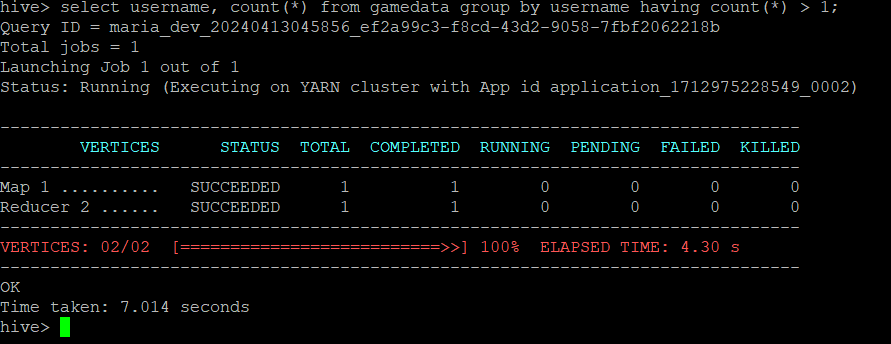 hive> select username, count(*) from gamedata group by username having count(*) > 1;
Query ID = maria_dev_20240413045856_ef2a99c3-f8cd-43d2-9058-7fbf2062218b
Total jobs = 1
Launching Job 1 out of 1
Status: Running (Executing on YARN cluster with App id application_1712975228549_0002)
--------------------------------------------------------------------------------
VERTICES STATUS TOTAL COMPLETED RUNNING PENDING FAILED KILLED
--------------------------------------------------------------------------------
Map 1 .......... SUCCEEDED 1 1 0 0 0 0
Reducer 2 ...... SUCCEEDED 1 1 0 0 0 0
--------------------------------------------------------------------------------
VERTICES: 02/02 [==========================>>] 100% ELAPSED TIME: 4.30 s
--------------------------------------------------------------------------------
OK
Time taken: 7.014 seconds
hive>